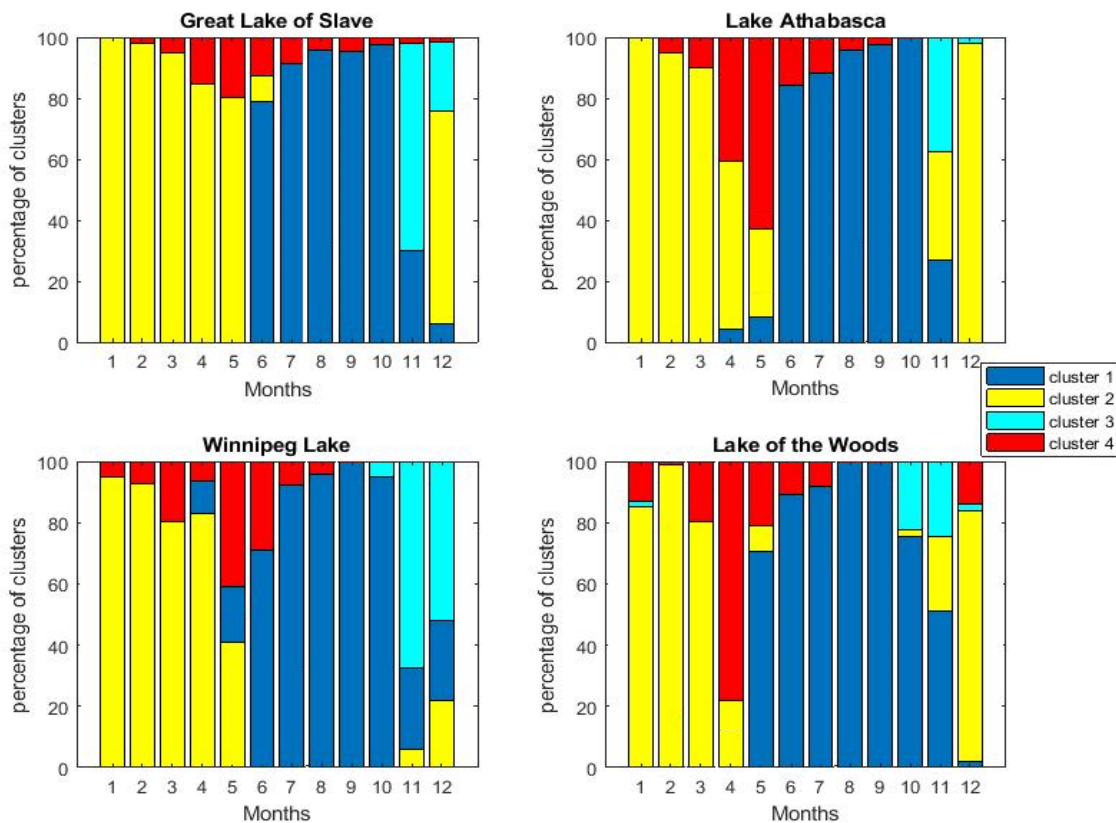 Great Lake of Slave
100
80
60
40
20
0
percentage of clusters
1 2 3 4 5 6 7 8 9 10 11 12
Months
Lake Athabasca
100
80
60
40
20
0
percentage of clusters
1 2 3 4 5 6 7 8 9 10 11 12
Months
cluster 1
cluster 2
cluster 3
cluster 4
Winnipeg Lake
100
80
60
40
20
0
percentage of clusters
1 2 3 4 5 6 7 8 9 10 11 12
Months
Lake of the Woods
100
80
60
40
20
0
percentage of clusters
1 2 3 4 5 6 7 8 9 10 11 12
Months